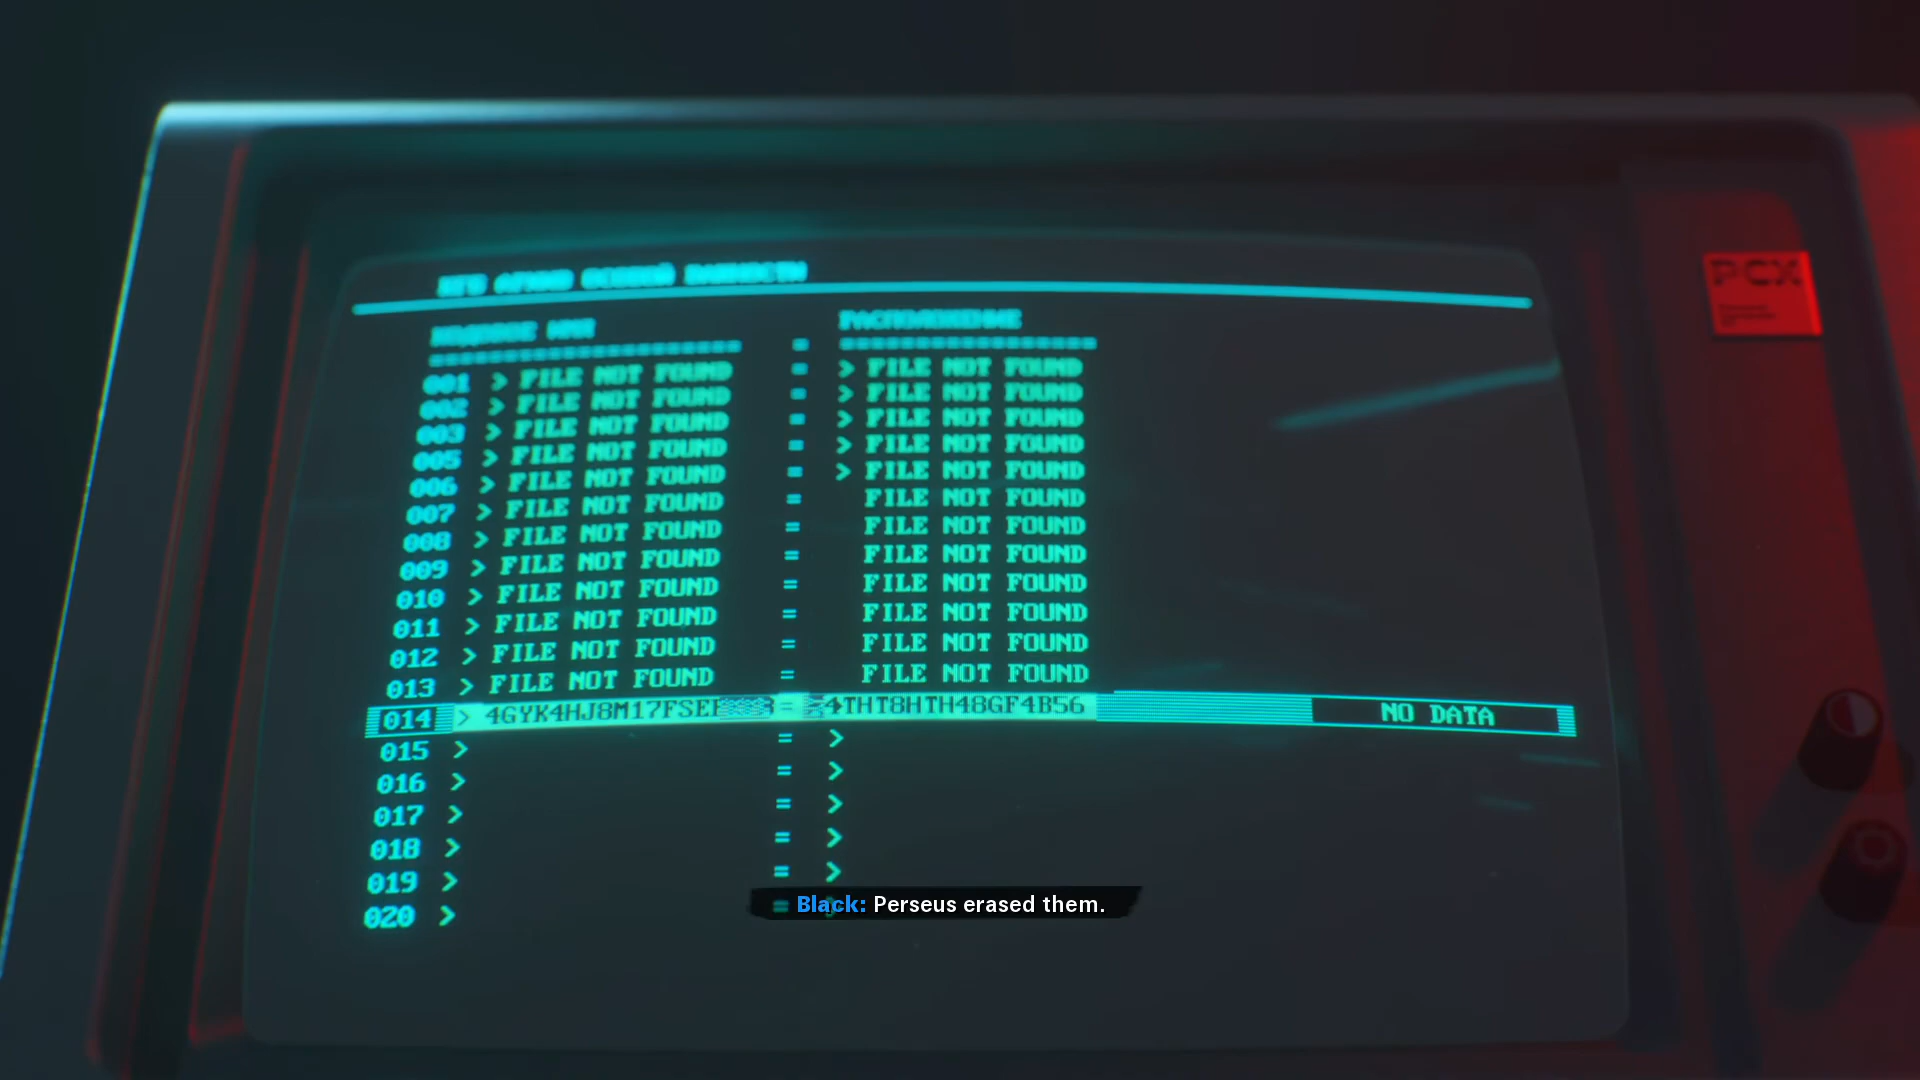 PCX
001 > FILE NOT FOUND = > FILE NOT FOUND
002 > FILE NOT FOUND = > FILE NOT FOUND
003 > FILE NOT FOUND = > FILE NOT FOUND
005 > FILE NOT FOUND = > FILE NOT FOUND
006 > FILE NOT FOUND = > FILE NOT FOUND
007 > FILE NOT FOUND = FILE NOT FOUND
008 > FILE NOT FOUND = FILE NOT FOUND
009 > FILE NOT FOUND = FILE NOT FOUND
010 > FILE NOT FOUND = FILE NOT FOUND
011 > FILE NOT FOUND = FILE NOT FOUND
012 > FILE NOT FOUND = FILE NOT FOUND
013 > FILE NOT FOUND = FILE NOT FOUND
014 > = NO DATA
015 > = >
016 > = >
017 > = >
018 > = >
019 > = >
020 > =
Black: Perseus erased them.